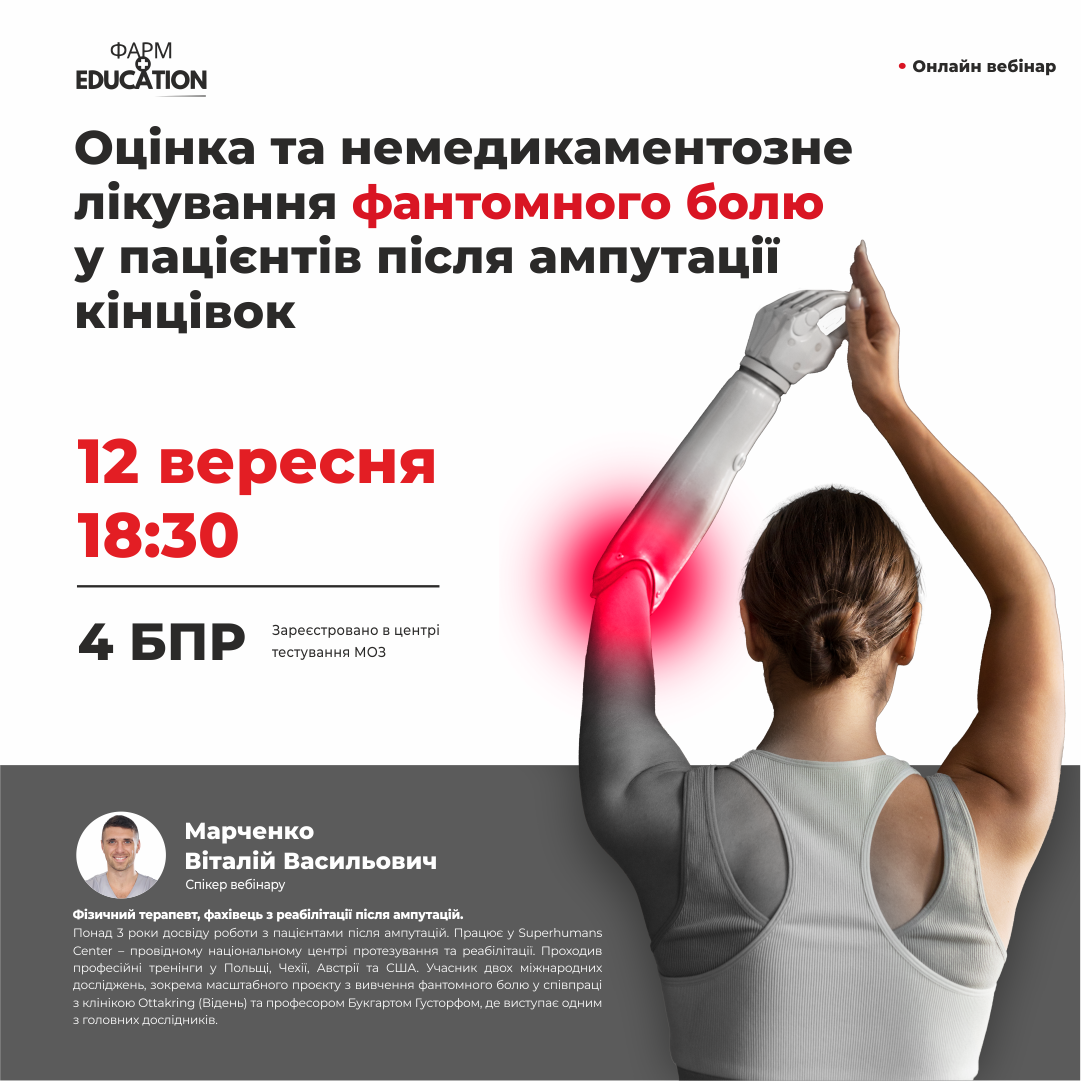 ФАРМ
EDUCATION
• Онлайн вебінар
Оцінка та немедикаментозне
лікування фантомного болю
у пацієнтів після ампутації
кінцівок
12 вересня
18:30
4 БПР
Зареєстровано в центрі
тестування МОЗ
Марченко
Віталій Васильович
Спікер вебінару
Фізичний терапевт, фахівець з реабілітації після ампутацій.
Понад 3 роки досвіду роботи з пацієнтами після ампутацій. Працює у Superhumans
Center – провідному національному центрі протезування та реабілітації. Проходив
професійні тренінги у Польщі, Чехії, Австрії та США. Учасник двох міжнародних
досліджень, зокрема масштабного проєкту з вивчення фантомного болю у співпраці
з клінікою Ottakring (Відень) та професором Букгартом Густорфом, де виступає одним
з головних дослідників.